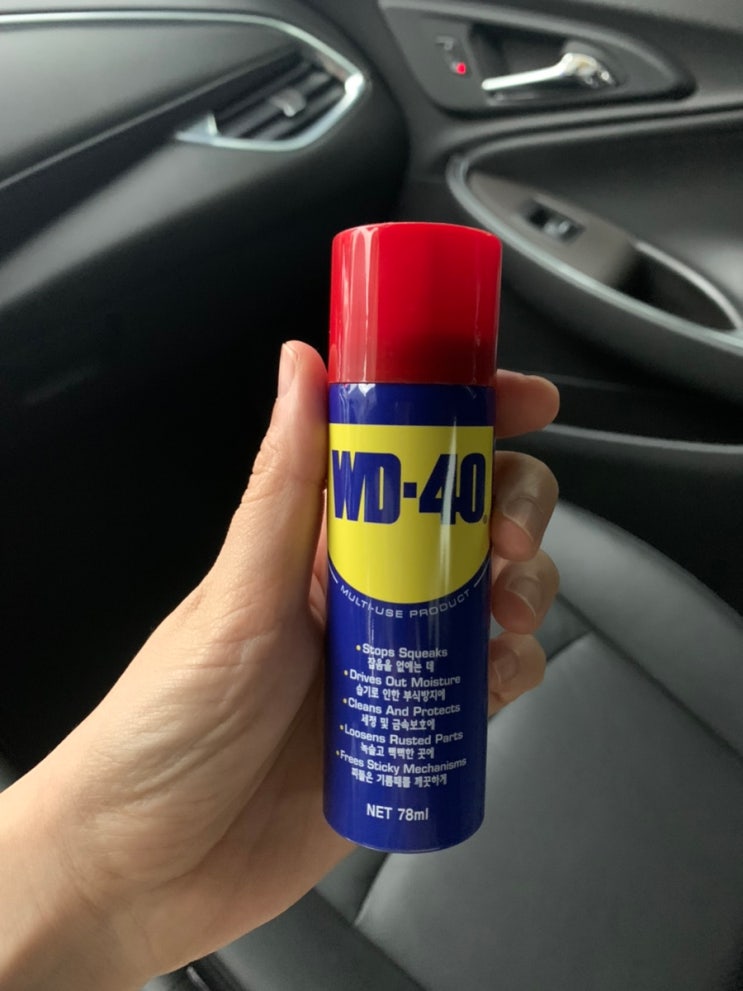 WD-40®
MULTI-USE PRODUCT
•Stops Squeaks
잡음을 없애는 데
•Drives Out Moisture
습기로 인한 부식방지에
•Cleans And Protects
세정 및 금속보호에
•Loosens Rusted Parts
녹슬고 빡빡한 곳에
•Frees Sticky Mechanisms
찌들은 기름때를 깨끗하게
NET 78ml